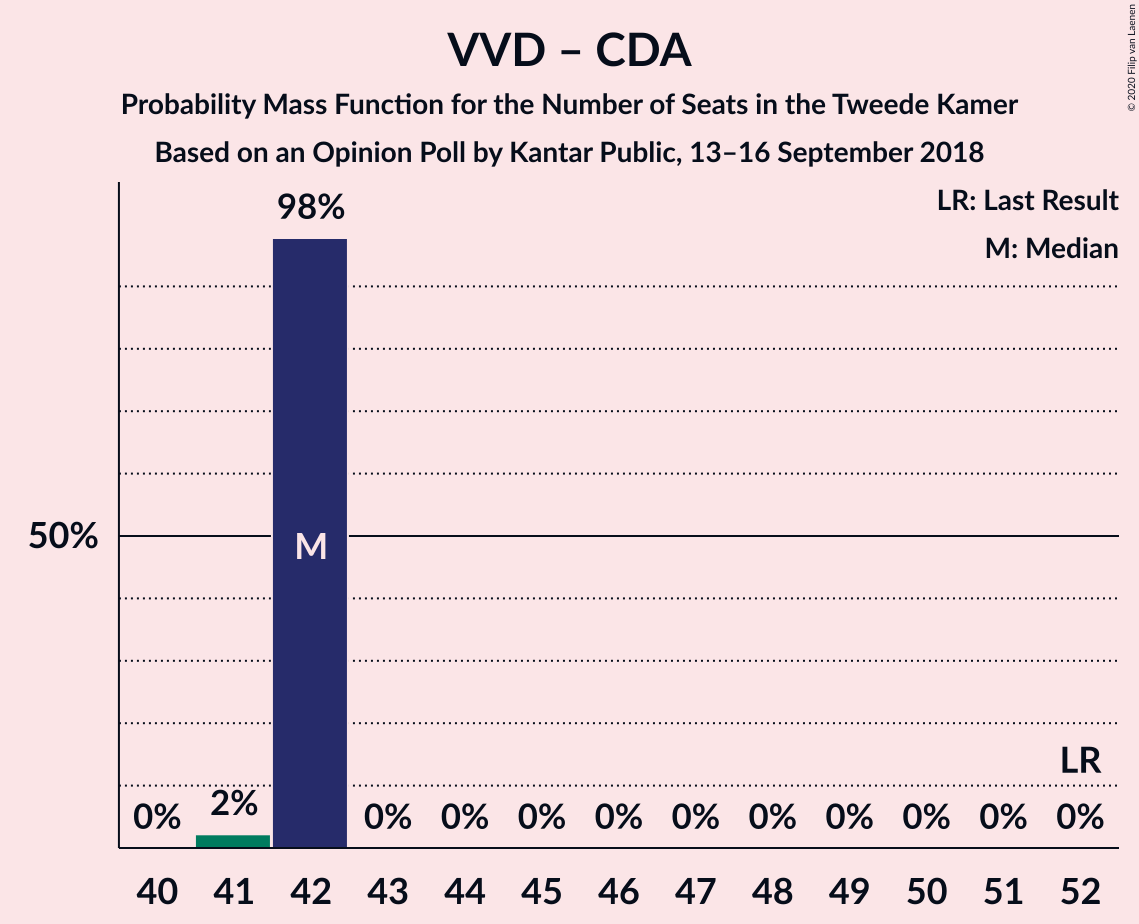 VVD – CDA
Probability Mass Function for the Number of Seats in the Tweede Kamer
Based on an Opinion Poll by Kantar Public, 13–16 September 2018
© 2020 Filip van Laenen
LR: Last Result
M: Median
98%
50%
M
LR
0% 2% 0% 0% 0% 0% 0% 0% 0% 0% 0% 0%
40 41 42 43 44 45 46 47 48 49 50 51 52